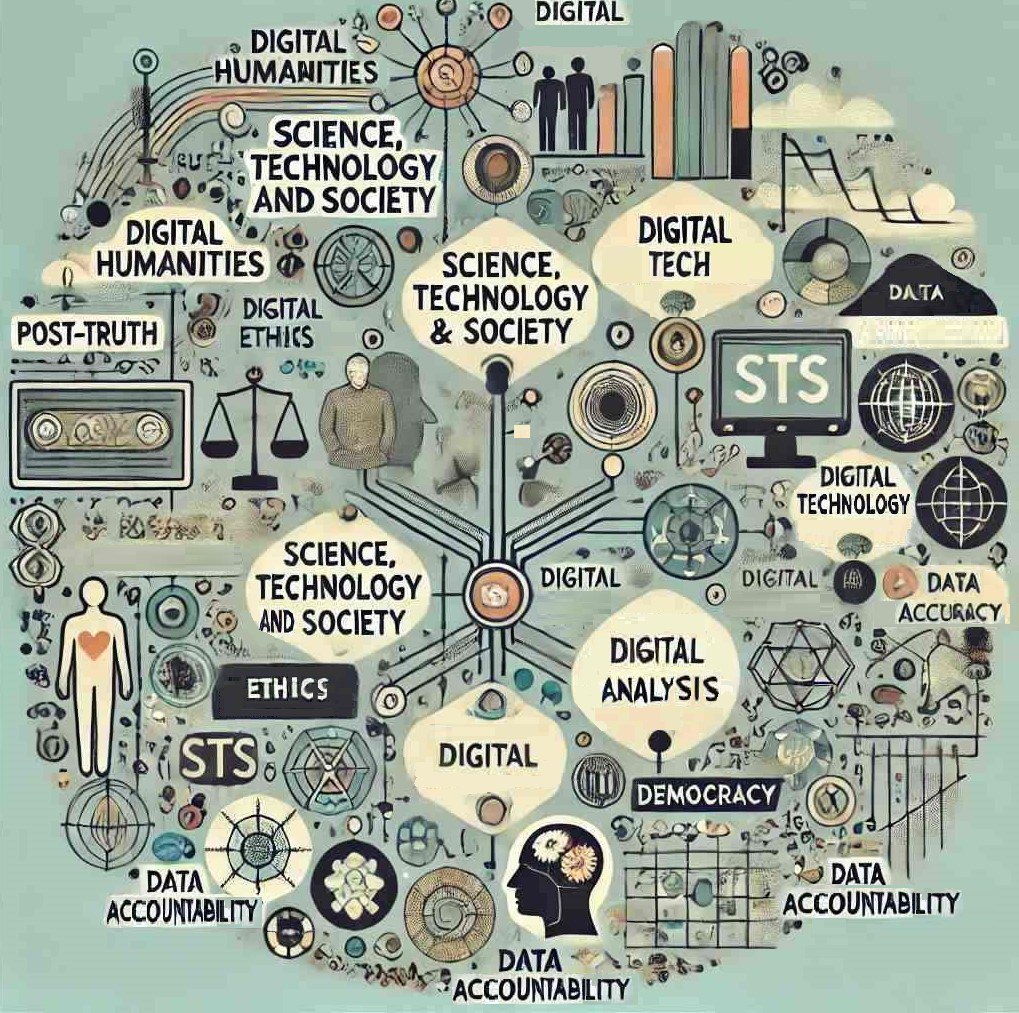 DIGITAL
DIGITAL
HUMANITIES
SCIENCE,
TECHNOLOGY
AND SOCIETY
DIGITAL
HUMANITIES
DIGITAL
TECH
SCIENCE,
TECHNOLOGY
& SOCIETY
DATA
DIGITAL
ETHICS
POST-TRUTH
STS
DIGITAL
TECHNOLOGY
SCIENCE,
TECHNOLOGY
AND SOCIETY
DIGITAL
DIGITAL
DATA
ACCURACY
DIGITAL
ANALYSIS
ETHICS
STS
DIGITAL
DEMOCRACY
DATA
ACCOUNTABILITY
DATA
ACCOUNTABILITY
DATA
ACCOUNTABILITY